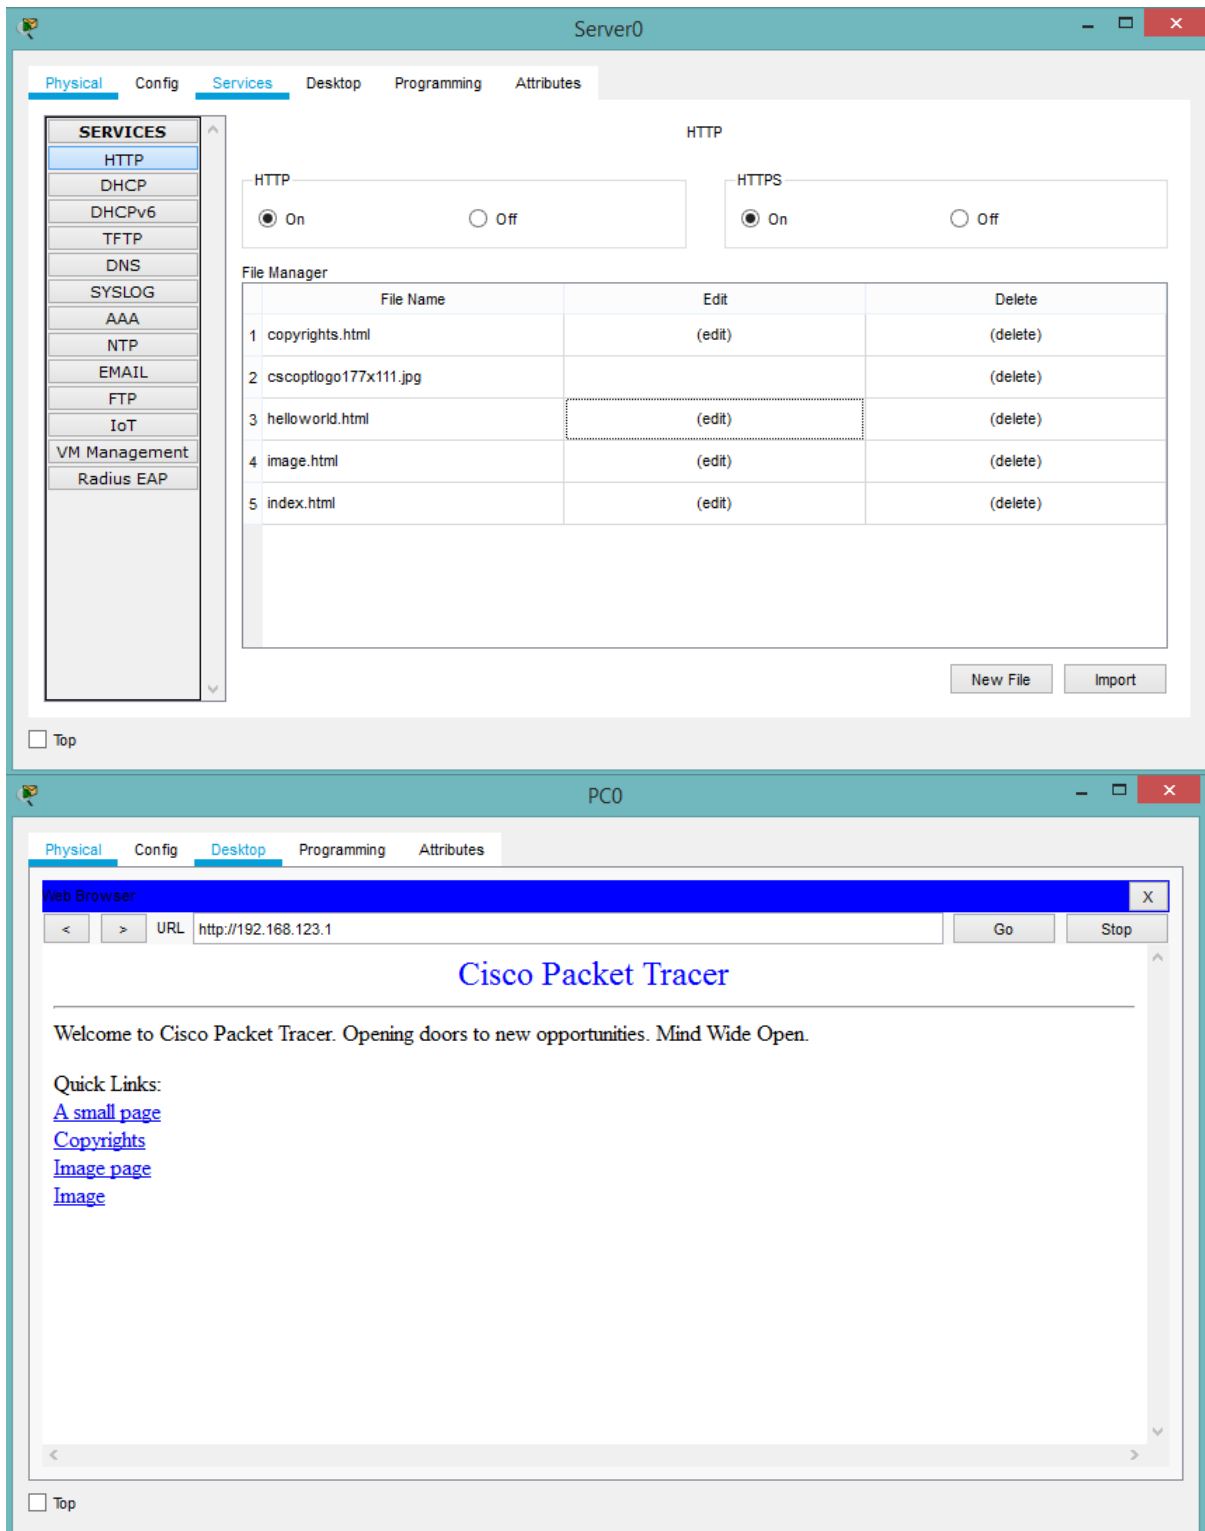 Server0
Physical Config Services Desktop Programming Attributes
SERVICES
HTTP
DHCP
DHCPv6
TFTP
DNS
SYSLOG
AAA
NTP
EMAIL
FTP
IoT
VM Management
Radius EAP
HTTP
HTTP
On Off
HTTPS
On Off
File Manager
File Name Edit Delete
1 copyrights.html (edit) (delete)
2 cscoptlogo177x111.jpg (delete)
3 helloworld.html (edit) (delete)
4 image.html (edit) (delete)
5 index.html (edit) (delete)
New File Import
Top
PC0
Physical Config Desktop Programming Attributes
Web Browser X
< > URL http://192.168.123.1 Go Stop
Cisco Packet Tracer
Welcome to Cisco Packet Tracer. Opening doors to new opportunities. Mind Wide Open.
Quick Links:
A small page
Copyrights
Image page
Image
Top